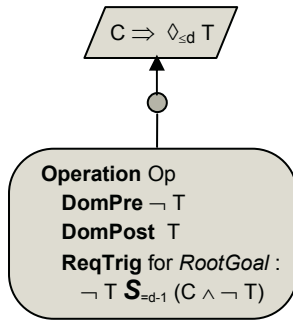 C ⇒ ◊≤d T
Operation Op
DomPre ¬ T
DomPost T
ReqTrig for RootGoal :
¬ T S=d-1 (C ∧ ¬ T)